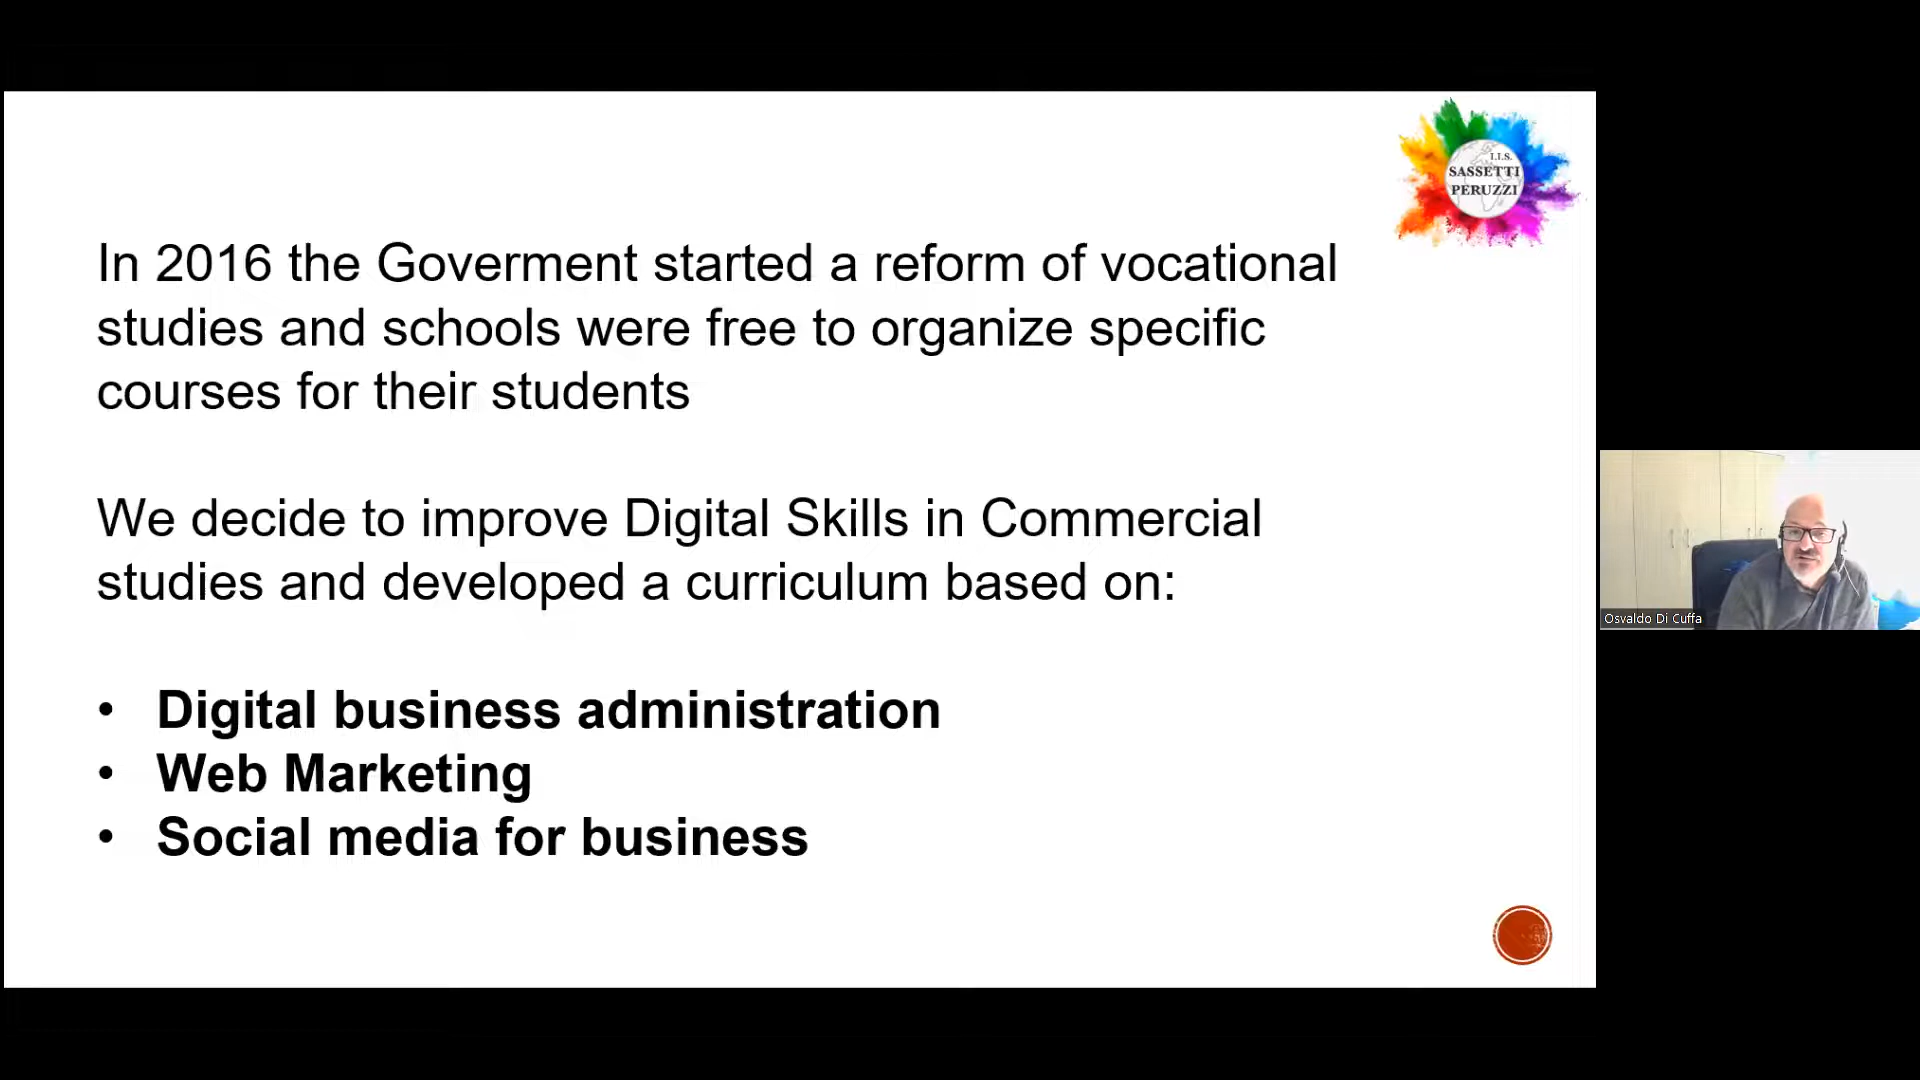 I.I.S.
SASSETTI
PERUZZI
In 2016 the Goverment started a reform of vocational
studies and schools were free to organize specific
courses for their students
We decide to improve Digital Skills in Commercial
studies and developed a curriculum based on:
• Digital business administration
• Web Marketing
• Social media for business
Osvaldo Di Cuffa